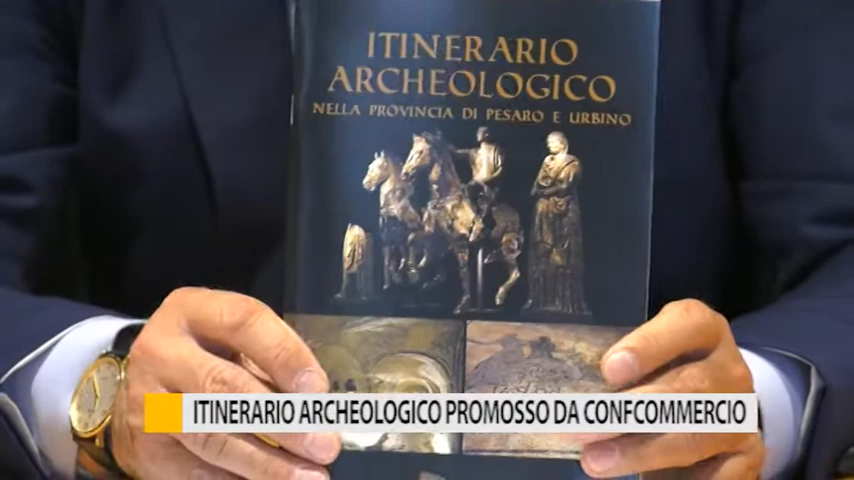 ITINERARIO
ARCHEOLOGICO
NELLA PROVINCIA DI PESARO E URBINO
ITINERARIO ARCHEOLOGICO PROMOSSO DA CONFCOMMERCIO